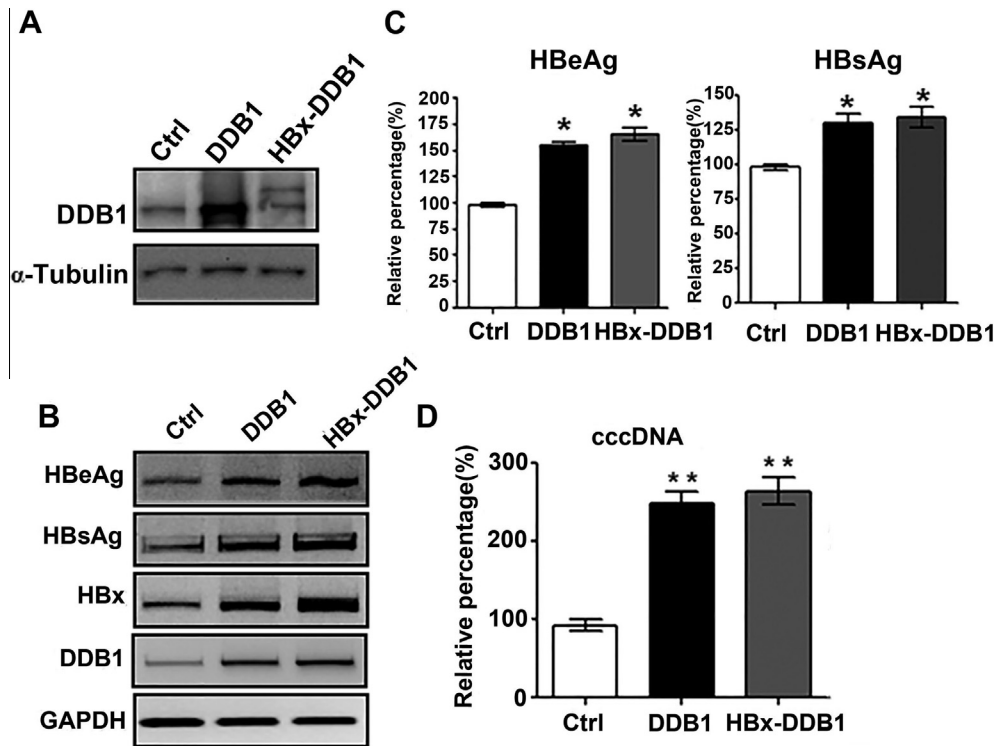 A
Ctrl
DDB1
HBx-DDB1
DDB1
α-Tubulin
B
Ctrl
DDB1
HBx-DDB1
HBeAg
HBsAg
HBx
DDB1
GAPDH
C
HBeAg
Relative percentage(%)
200
175
150
100
75
50
25
0
*
*
Ctrl
DDB1
HBx-DDB1
HBsAg
Relative percentage(%)
150
125
100
75
50
25
0
*
*
Ctrl
DDB1
HBx-DDB1
D
cccDNA
Relative percentage(%)
300
200
100
0
**
**
Ctrl
DDB1
HBx-DDB1